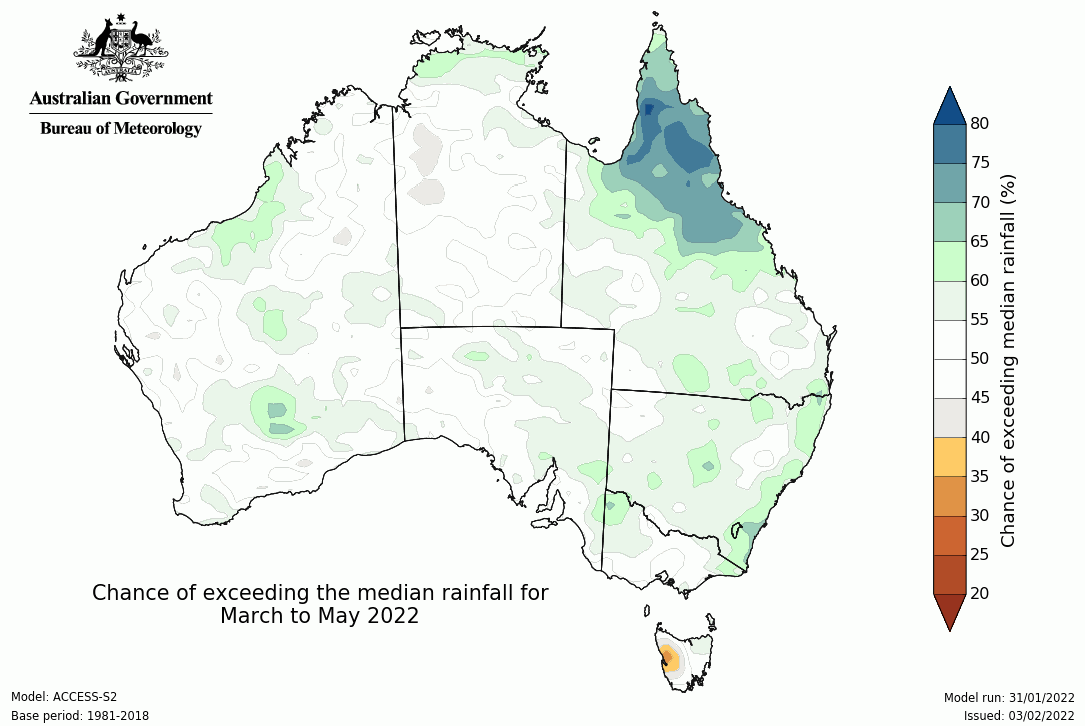 AUSTRALIA
Australian Government
Bureau of Meteorology
80
75
70
65
60
55
50
45
40
35
30
25
20
Chance of exceeding median rainfall (%)
Chance of exceeding the median rainfall for
March to May 2022
Model: ACCESS-S2
Base period: 1981-2018
Model run: 31/01/2022
Issued: 03/02/2022